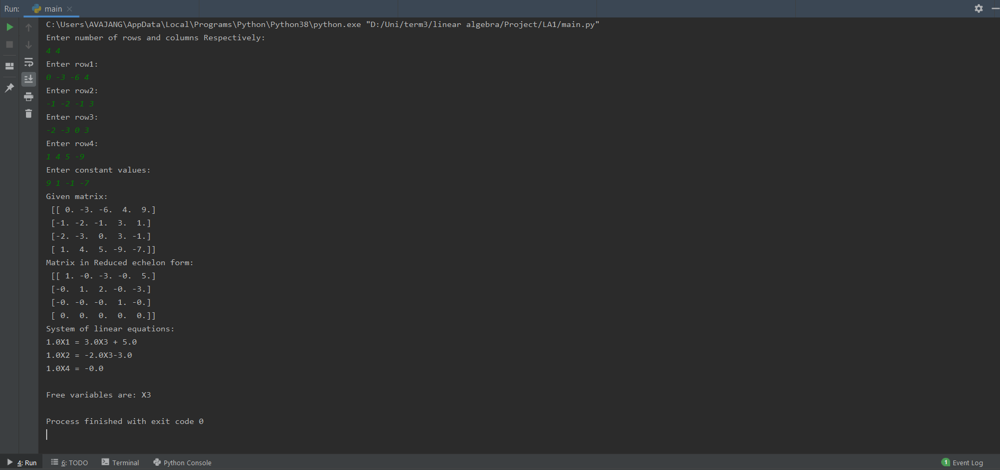 Run: main
C:\Users\AVAJANG\AppData\Local\Programs\Python\Python38\python.exe "D:/Uni/term3/linear algebra/Project/LA1/main.py"
Enter number of rows and columns Respectively:
4 4
Enter row1:
0 -3 -6 4
Enter row2:
-1 -2 -1 3
Enter row3:
-2 -3 0 3
Enter row4:
1 4 5 -9
Enter constant values:
9 1 -1 -7
Given matrix:
 [[ 0. -3. -6.  4.  9.]
 [-1. -2. -1.  3.  1.]
 [-2. -3.  0.  3. -1.]
 [ 1.  4.  5. -9. -7.]]
Matrix in Reduced echelon form:
 [[ 1. -0. -3. -0.  5.]
 [-0.  1.  2. -0. -3.]
 [-0. -0. -0.  1. -0.]
 [ 0.  0.  0.  0.  0.]]
System of linear equations:
1.0X1 = 3.0X3 + 5.0
1.0X2 = -2.0X3-3.0
1.0X4 = -0.0
Free variables are: X3
Process finished with exit code 0
4: Run 6: TODO Terminal Python Console 1 Event Log